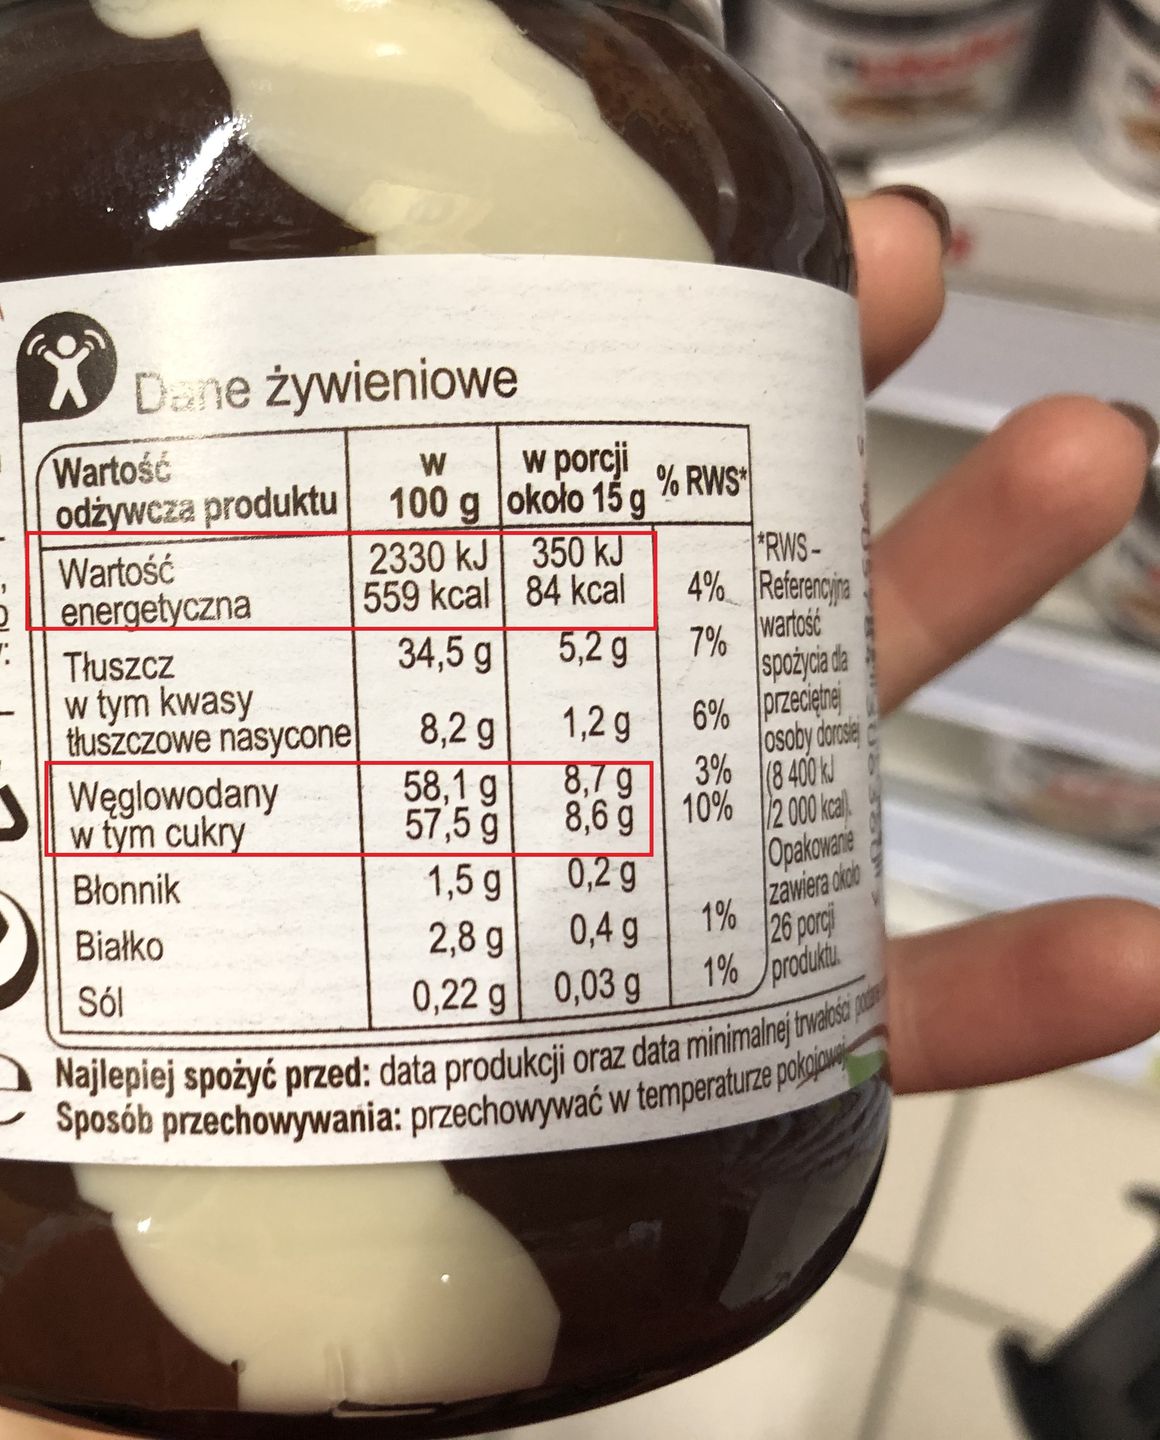 Dane żywieniowe
Wartość
odżywcza produktu
w
100 g
w porcji
około 15 g
% RWS*
Wartość
energetyczna
2330 kJ
559 kcal
350 kJ
84 kcal
4%
Tłuszcz
34,5 g
5,2 g
7%
w tym kwasy
tłuszczowe nasycone
8,2 g
1,2 g
6%
Węglowodany
58,1 g
8,7 g
3%
w tym cukry
57,5 g
8,6 g
10%
Błonnik
1,5 g
0,2 g
Białko
2,8 g
0,4 g
1%
Sól
0,22 g
0,03 g
1%
*RWS -
Referencyjna
wartość
spożycia dla
przeciętnej
osoby dorosłej
(8 400 kJ
/2 000 kcal).
Opakowanie
zawiera około
26 porcji
produktu.
Najlepiej spożyć przed: data produkcji oraz data minimalnej trwałości
Sposób przechowywania: przechowywać w temperaturze pokojowej